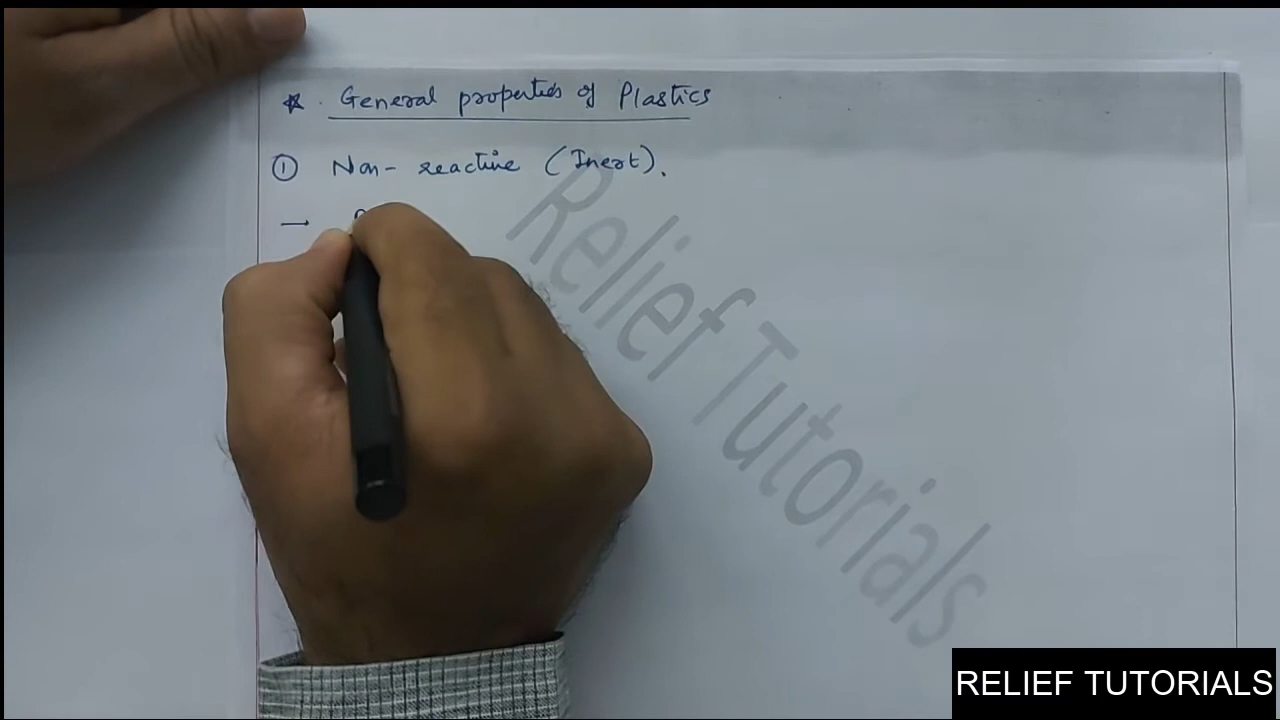 ★ General properties of Plastics
① Non-reactive (Inert).
→
Relief Tutorials
RELIEF TUTORIALS